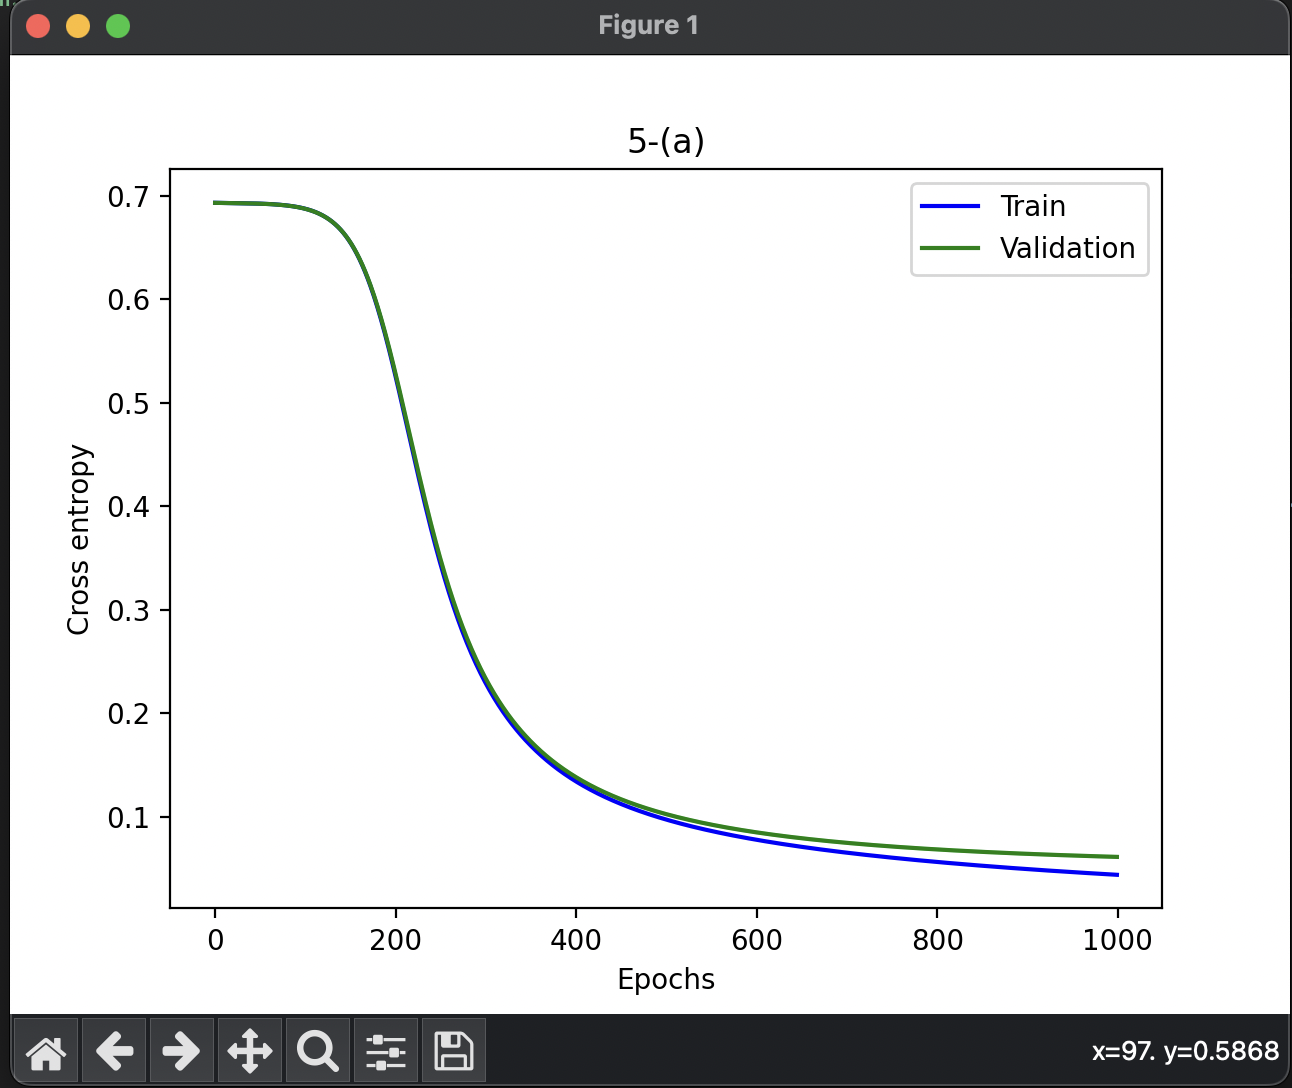 Figure 1
5-(a)
Train
Validation
0.7
0.6
0.5
0.4
0.3
0.2
0.1
Cross entropy
0
200
400
600
800
1000
Epochs
x=97. y=0.5868